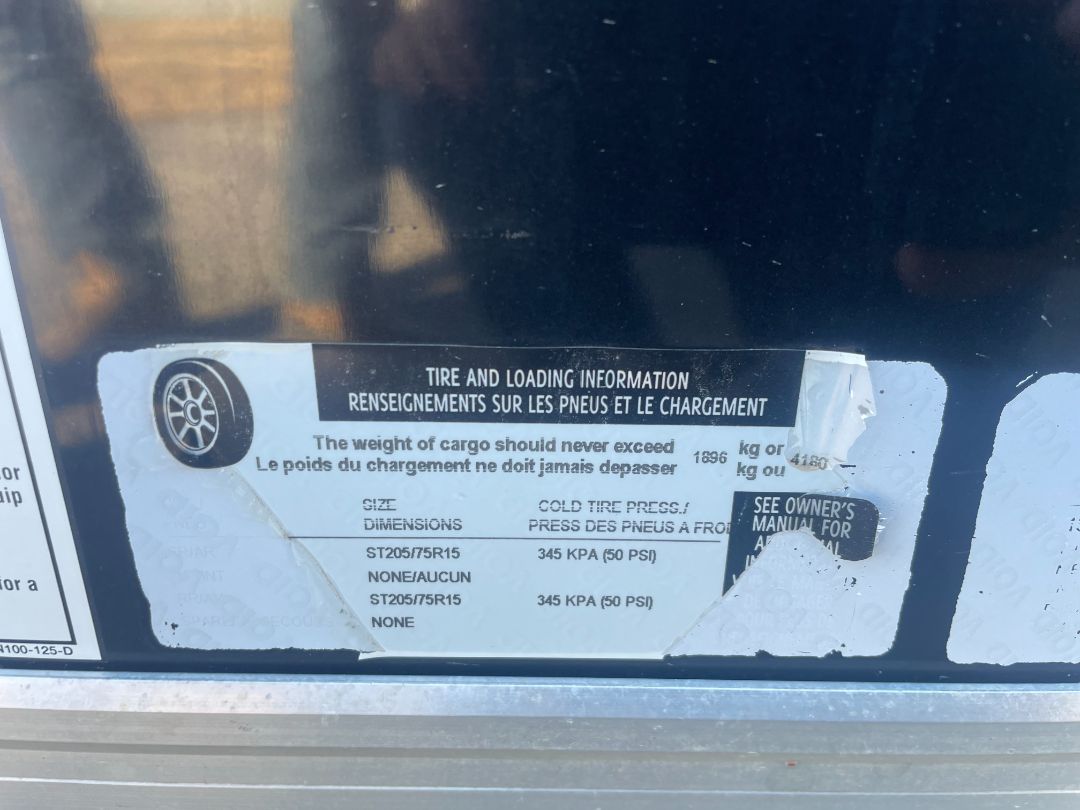 TIRE AND LOADING INFORMATION
RENSEIGNEMENTS SUR LES PNEUS ET LE CHARGEMENT
The weight of cargo should never exceed 1896 kg or 4180
Le poids du chargement ne doit jamais depasser kg ou
SIZE COLD TIRE PRESS./
DIMENSIONS PRESS DES PNEUS A FROI
ST205/75R15 345 KPA (50 PSI)
NONE/AUCUN
ST205/75R15 345 KPA (50 PSI)
NONE
SEE OWNER'S
MANUAL FOR
or
for a
N100-125-D